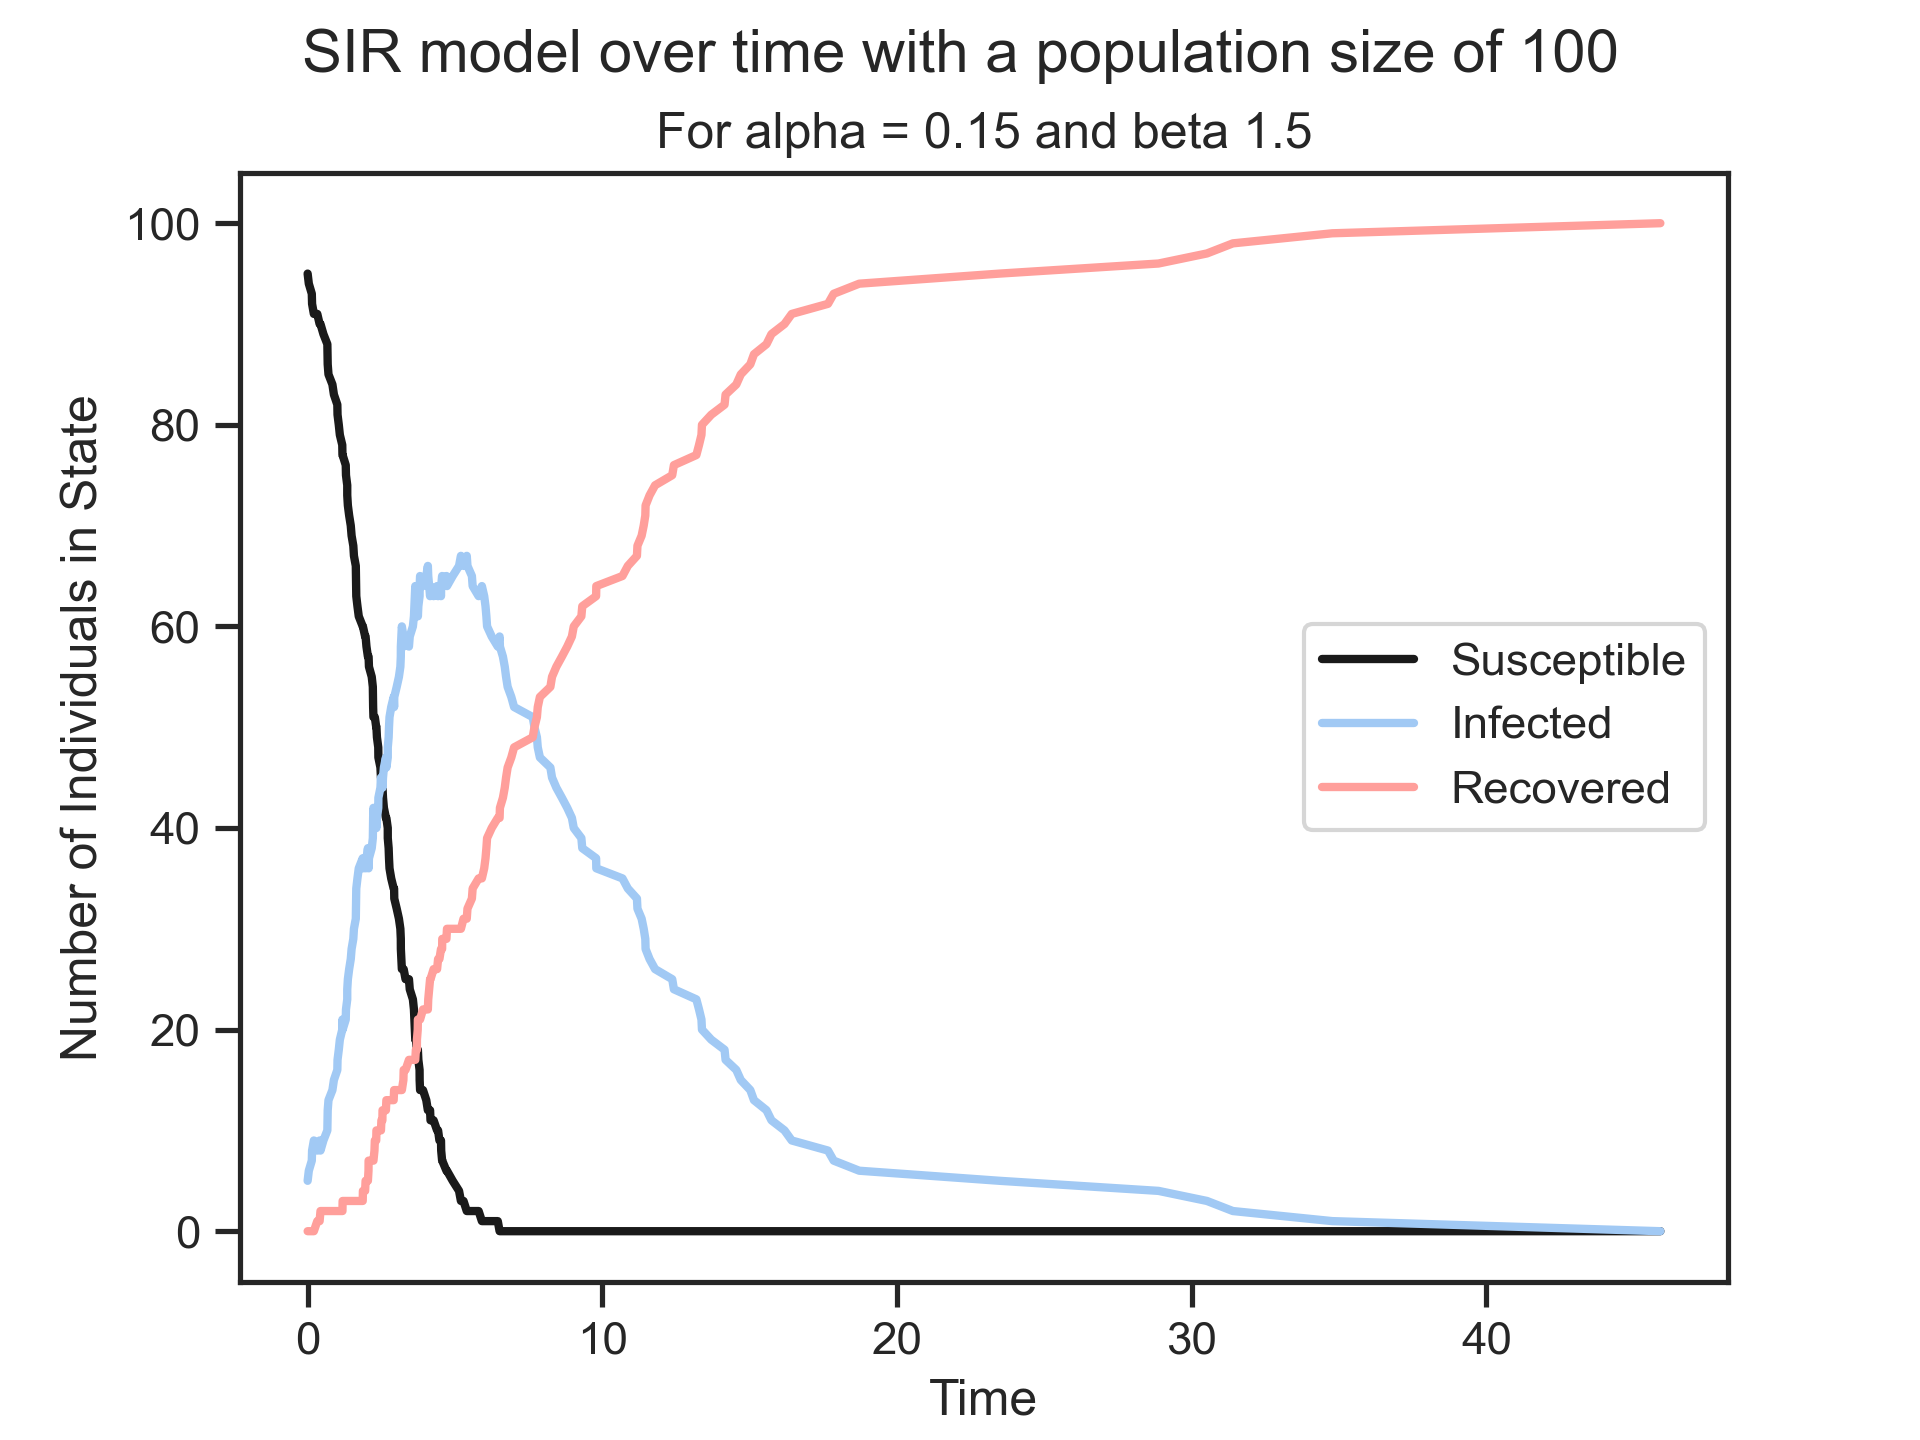 SIR model over time with a population size of 100
For alpha = 0.15 and beta 1.5
Number of Individuals in State
100
80
60
40
20
0
Susceptible
Infected
Recovered
0 10 20 30 40
Time